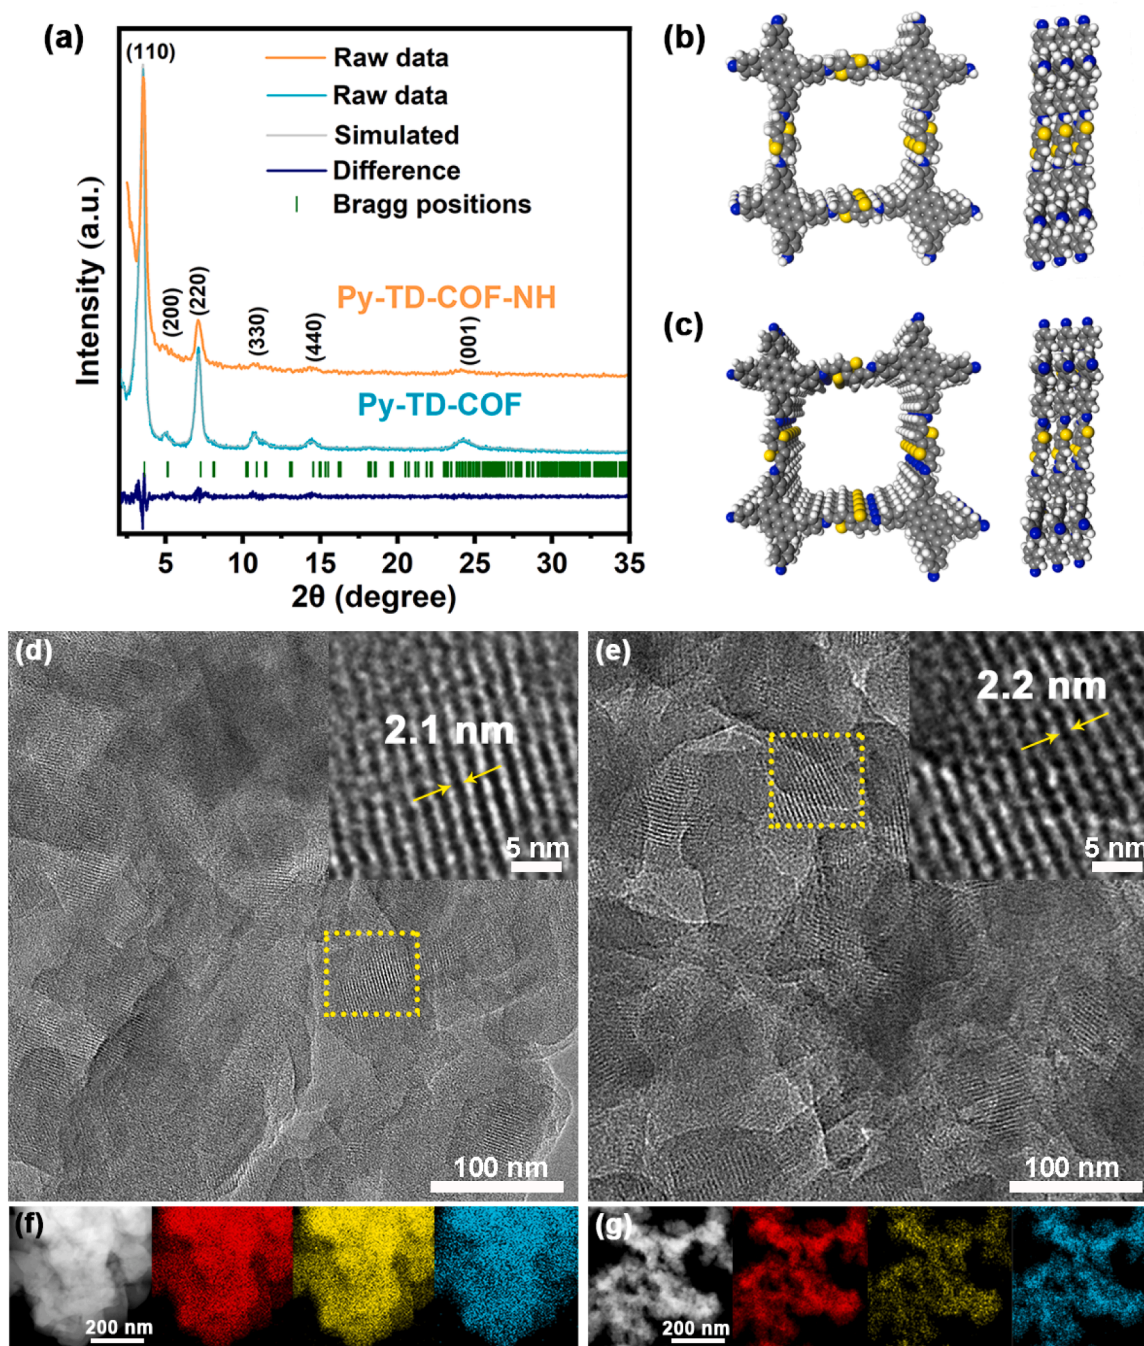 (a)
(110)
Raw data
Raw data
Simulated
Difference
Bragg positions
Intensity (a.u.)
(200)
(220)
(330)
(440)
(001)
Py-TD-COF-NH
Py-TD-COF
5 10 15 20 25 30 35
2θ (degree)
(b)
(c)
(d)
2.1 nm
5 nm
100 nm
(e)
2.2 nm
5 nm
100 nm
(f)
200 nm
(g)
200 nm